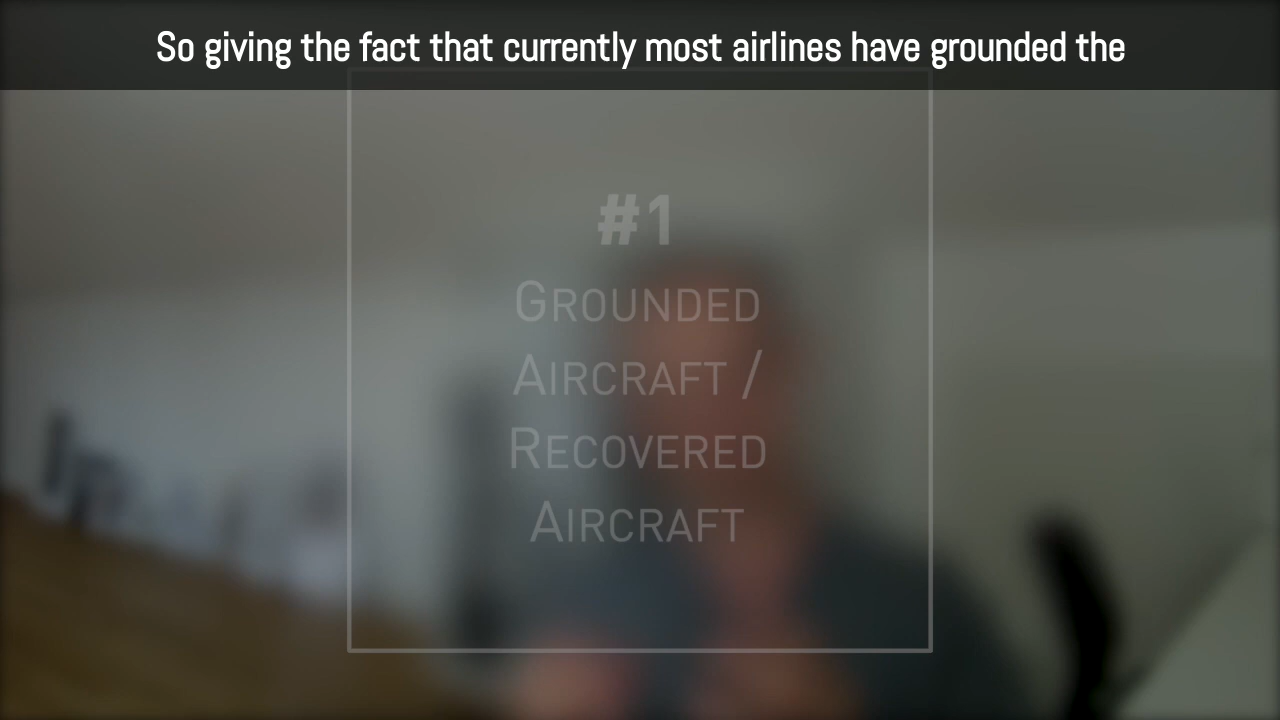 So giving the fact that currently most airlines have grounded the
#1
Grounded
Aircraft /
Recovered
Aircraft